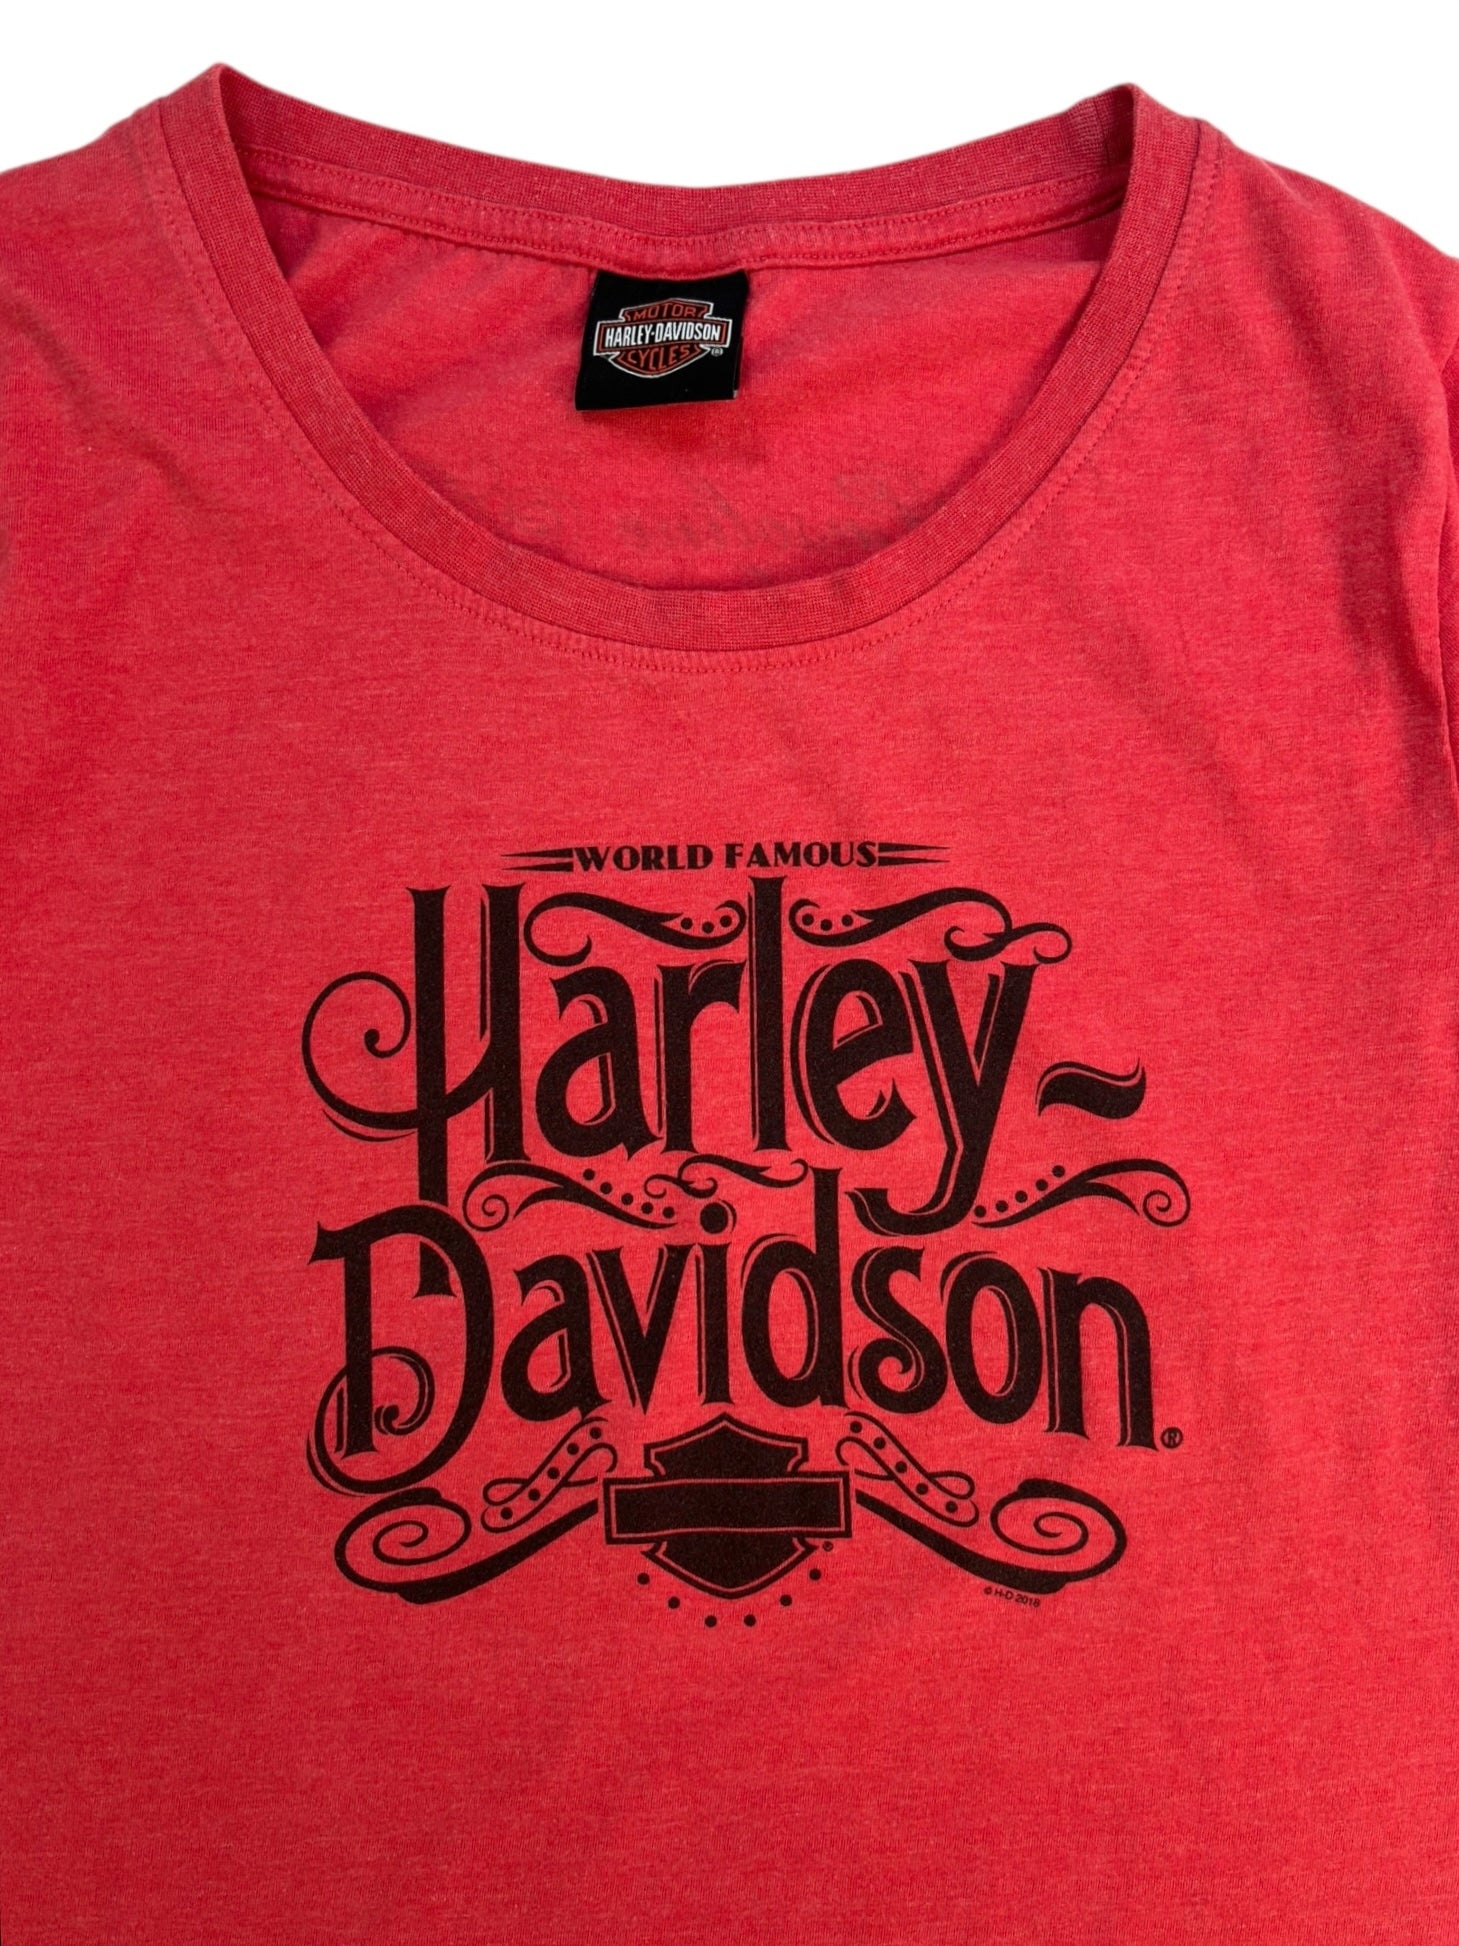 MOTOR
HARLEY-DAVIDSON
CYCLES ®
WORLD FAMOUS
Harley-
Davidson®
®
© H-D 2018